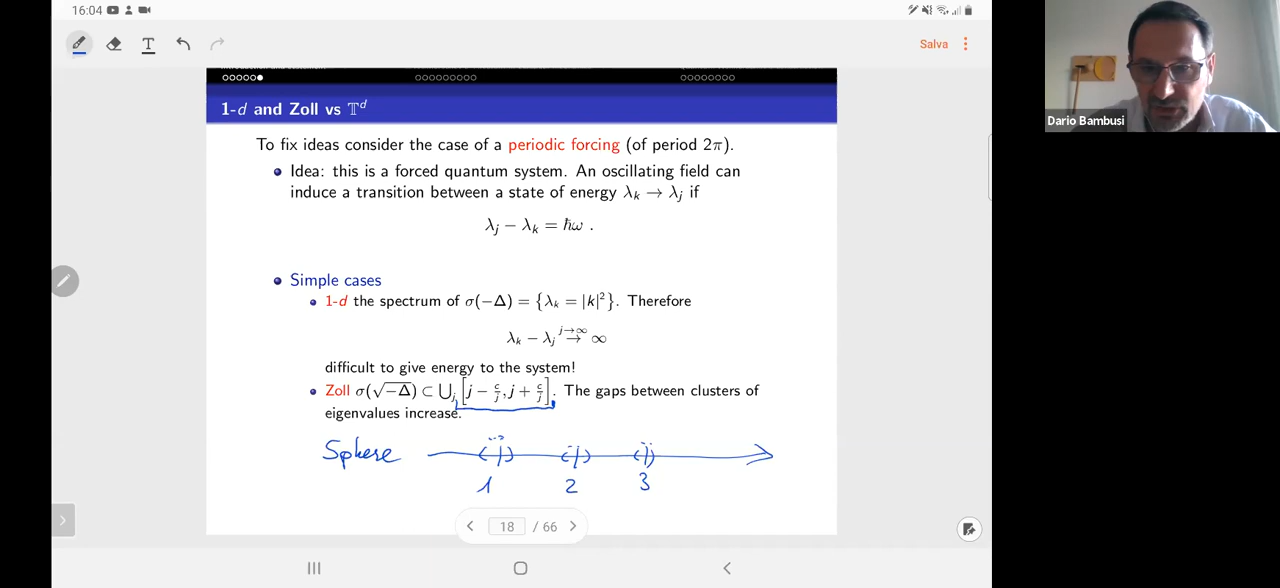 16:04
T
Salva
1-d and Zoll vs 𝕋^d
To fix ideas consider the case of a periodic forcing (of period 2π).
Idea: this is a forced quantum system. An oscillating field can
induce a transition between a state of energy λ_k → λ_j if
λ_j − λ_k = ℏω .
Simple cases
1-d the spectrum of σ(−Δ) = {λ_k = |k|²}. Therefore
λ_k − λ_j →^{j→∞} ∞
difficult to give energy to the system!
Zoll σ(√−Δ) ⊂ ⋃_j [j − c/j, j + c/j]. The gaps between clusters of
eigenvalues increase.
Sphere
1 2 3
18 / 66
Dario Bambusi